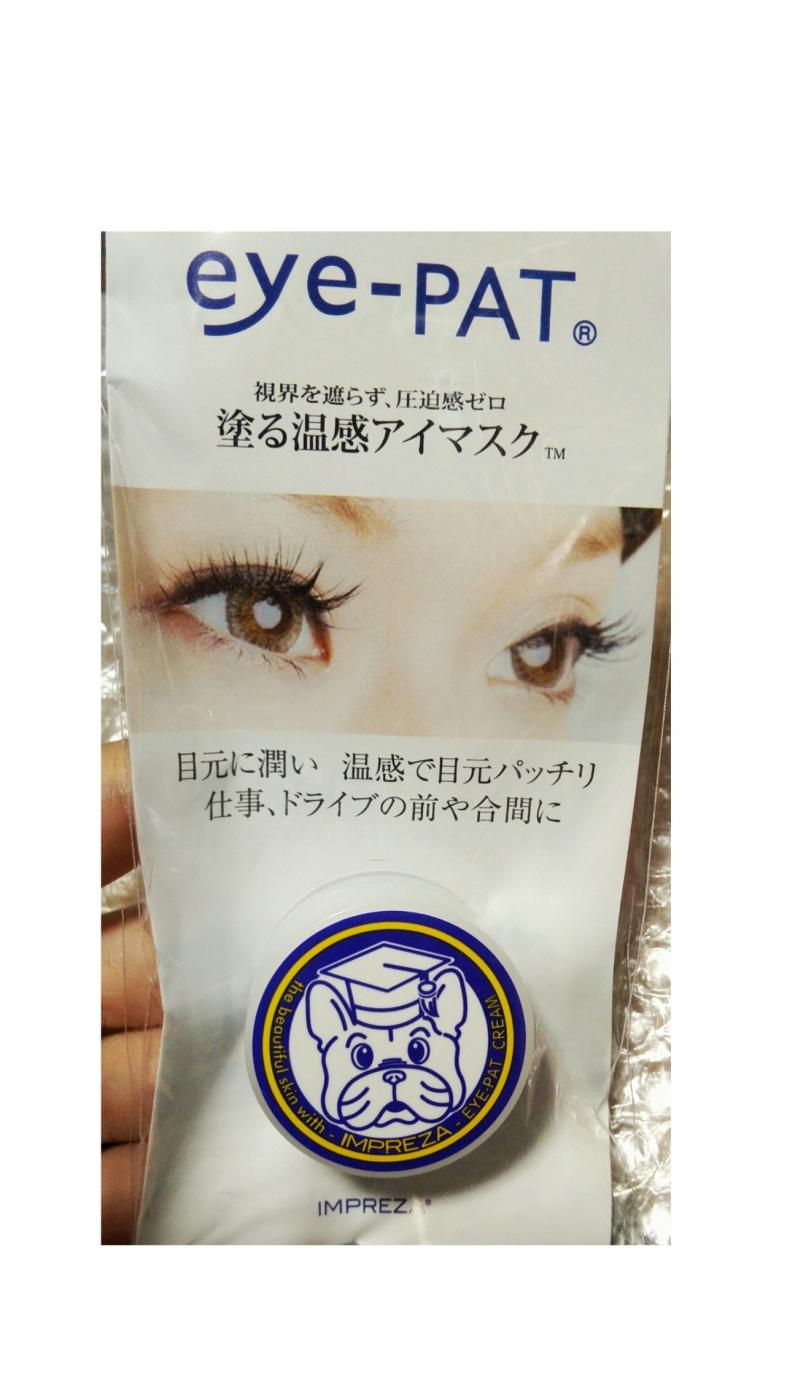 eye-PAT®
視界を遮らず、圧迫感ゼロ
塗る温感アイマスク™
目元に潤い 温感で目元パッチリ
仕事、ドライブの前や合間に
the beautiful skin with - IMPREZA - EYE-PAT CREAM
IMPREZA®